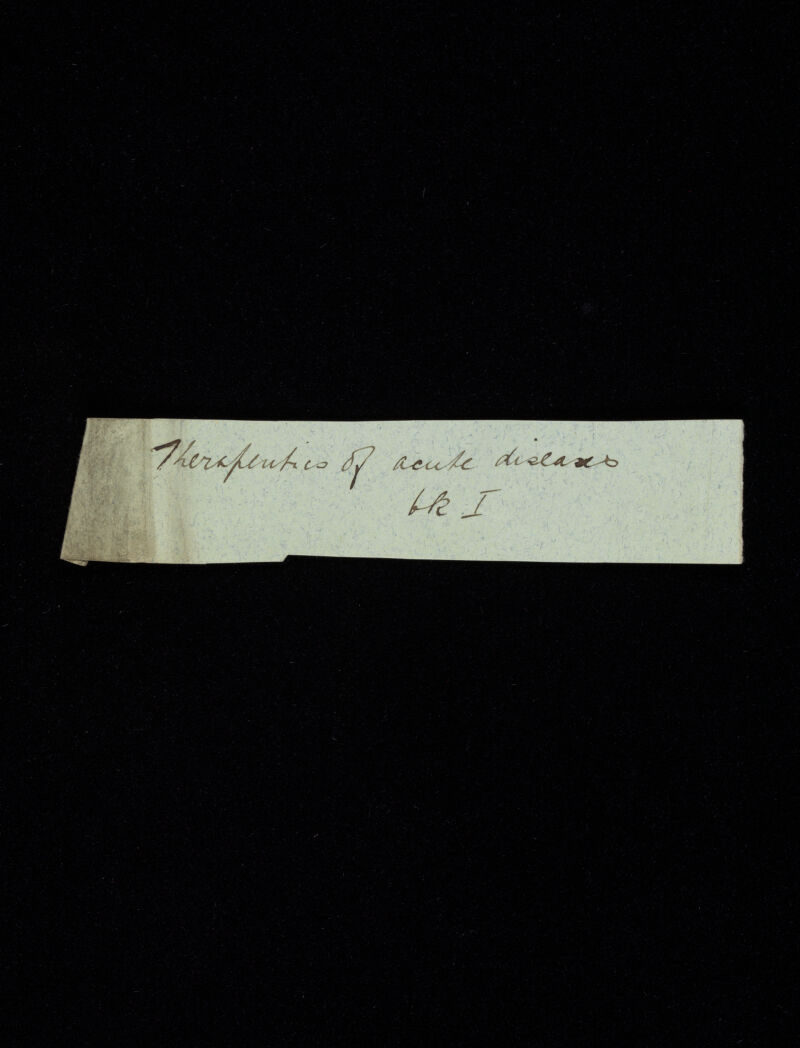 Therapeutics of acute diseases
bk I